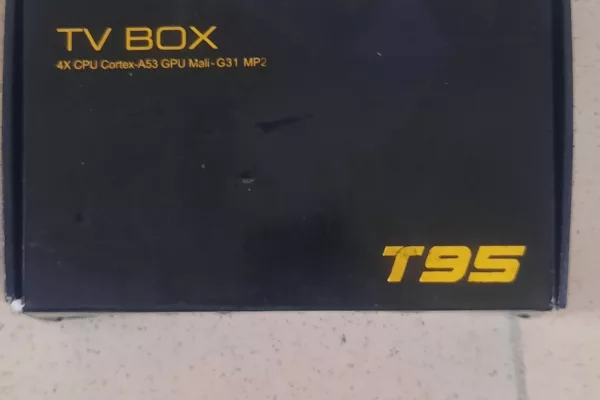 TV BOX
4X CPU Cortex-A53 GPU Mali-G31 MP2
T95